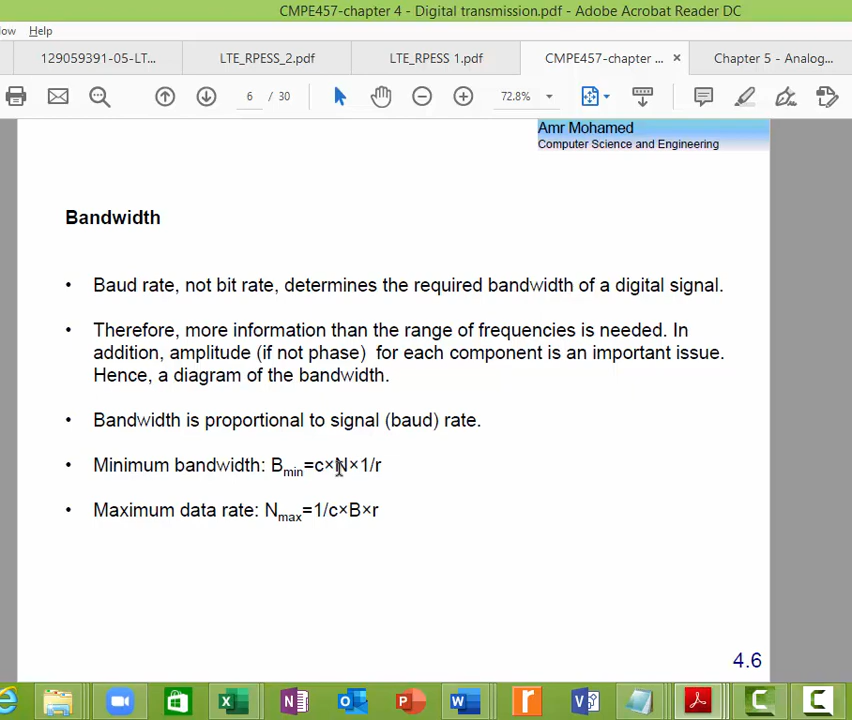 CMPE457-chapter 4 - Digital transmission.pdf - Adobe Acrobat Reader DC
Help
129059391-05-LT... LTE_RPESS_2.pdf LTE_RPESS 1.pdf CMPE457-chapter ... × Chapter 5 - Analog...
6 / 30 72.8%
Amr Mohamed
Computer Science and Engineering
Bandwidth
• Baud rate, not bit rate, determines the required bandwidth of a digital signal.
• Therefore, more information than the range of frequencies is needed. In
addition, amplitude (if not phase) for each component is an important issue.
Hence, a diagram of the bandwidth.
• Bandwidth is proportional to signal (baud) rate.
• Minimum bandwidth: Bmin=c×N×1/r
• Maximum data rate: Nmax=1/c×B×r
4.6